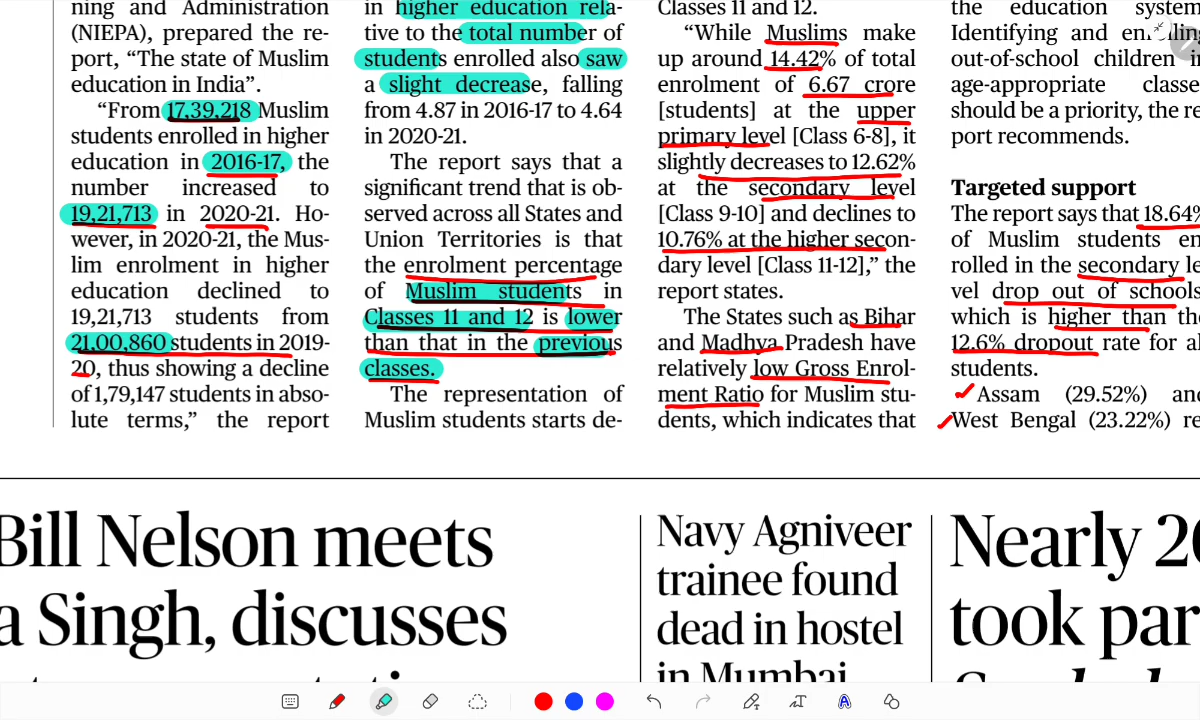 ning and Administration
(NIEPA), prepared the re-
port, “The state of Muslim
education in India”.
“From 17,39,218 Muslim
students enrolled in higher
education in 2016-17, the
number increased to
19,21,713 in 2020-21. Ho-
wever, in 2020-21, the Mus-
lim enrolment in higher
education declined to
19,21,713 students from
21,00,860 students in 2019-
20, thus showing a decline
of 1,79,147 students in abso-
lute terms,” the report
in higher education rela-
tive to the total number of
students enrolled also saw
a slight decrease, falling
from 4.87 in 2016-17 to 4.64
in 2020-21.
The report says that a
significant trend that is ob-
served across all States and
Union Territories is that
the enrolment percentage
of Muslim students in
Classes 11 and 12 is lower
than that in the previous
classes.
The representation of
Muslim students starts de-
Classes 11 and 12.
“While Muslims make
up around 14.42% of total
enrolment of 6.67 crore
[students] at the upper
primary level [Class 6-8], it
slightly decreases to 12.62%
at the secondary level
[Class 9-10] and declines to
10.76% at the higher secon-
dary level [Class 11-12],” the
report states.
The States such as Bihar
and Madhya Pradesh have
relatively low Gross Enrol-
ment Ratio for Muslim stu-
dents, which indicates that
the education system
Identifying and
out-of-school children
age-appropriate classe
should be a priority, the re
port recommends.
Targeted support
The report says that 18.64%
of Muslim students en
rolled in the secondary le
vel drop out of schools
which is higher than the
12.6% dropout rate for al
students.
Assam (29.52%) and
West Bengal (23.22%) re
Bill Nelson meets
a Singh, discusses
Navy Agniveer
trainee found
dead in hostel
in Mumbai
Nearly 20
took par